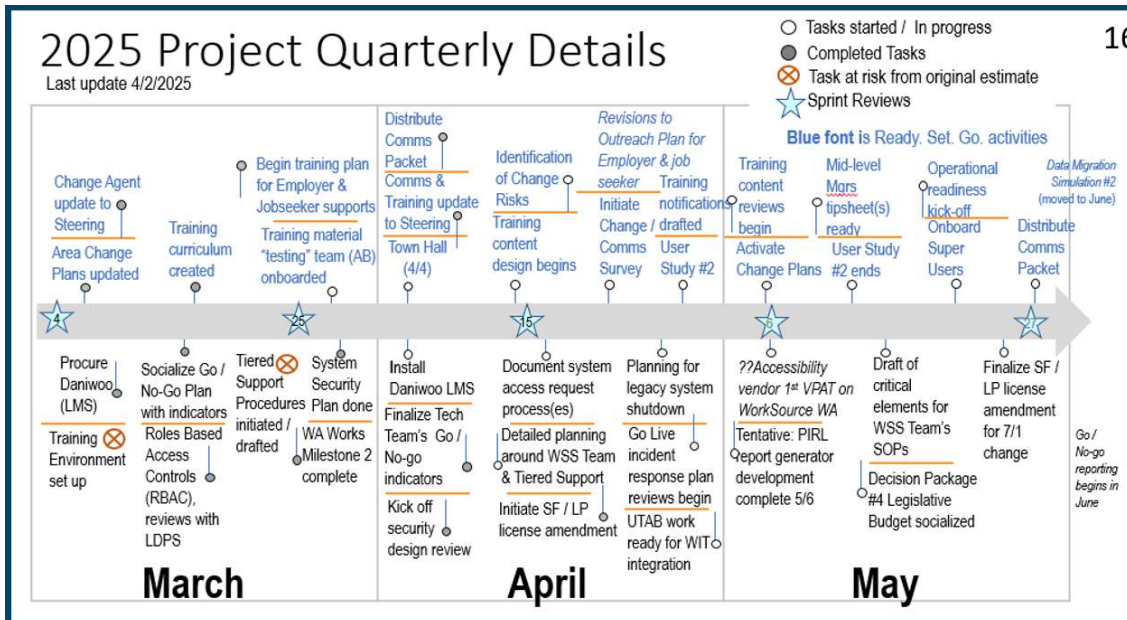 2025 Project Quarterly Details
Last update 4/2/2025
Tasks started / In progress
Completed Tasks
Task at risk from original estimate
Sprint Reviews
16
Blue font is Ready. Set. Go. activities
Change Agent
update to
Steering
Area Change
Plans updated
Training
curriculum
created
Begin training plan
for Employer &
Jobseeker supports
Training material
“testing” team (AB)
onboarded
Distribute
Comms
Packet
Comms &
Training update
to Steering
Town Hall
(4/4)
Identification
of Change
Risks
Training
content
design begins
Revisions to
Outreach Plan for
Employer & job
seeker
Initiate
Change /
Comms
Survey
Training
notifications
drafted
User
Study #2
Training
content
reviews
begin
Activate
Change Plans
Mid-level
Mgrs
tipsheet(s)
ready
User Study
#2 ends
Operational
readiness
kick-off
Onboard
Super
Users
Data Migration
Simulation #2
(moved to June)
Distribute
Comms
Packet
4
25
15
6
27
Procure
Daniwoo
(LMS)
Training
Environment
set up
Socialize Go /
No-Go Plan
with indicators
Roles Based
Access
Controls
(RBAC),
reviews with
LDPS
Tiered
Support
Procedures
initiated /
drafted
System
Security
Plan done
WA Works
Milestone 2
complete
Install
Daniwoo LMS
Finalize Tech
Team’s Go /
No-go
indicators
Kick off
security
design review
Document system
access request
process(es)
Detailed planning
around WSS Team
& Tiered Support
Initiate SF / LP
license amendment
Planning for
legacy system
shutdown
Go Live
incident
response plan
reviews begin
UTAB work
ready for WIT
integration
??Accessibility
vendor 1st VPAT on
WorkSource WA
Tentative: PIRL
report generator
development
complete 5/6
Draft of
critical
elements for
WSS Team’s
SOPs
Decision Package
#4 Legislative
Budget socialized
Finalize SF /
LP license
amendment
for 7/1
change
Go /
No-go
reporting
begins in
June
March
April
May